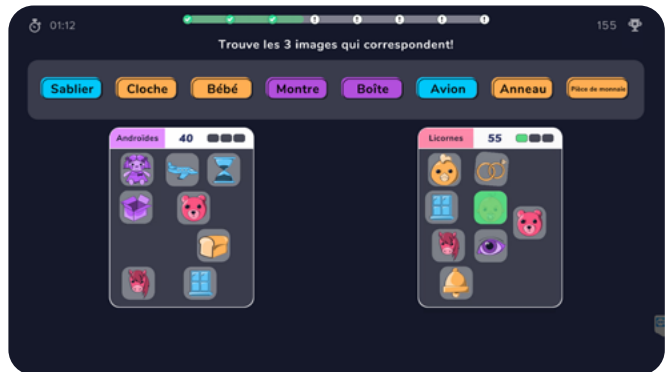 01:12
155
Trouve les 3 images qui correspondent!
Sablier Cloche Bébé Montre Boîte Avion Anneau Pièce de monnaie
Androïdes 40
Licornes 55